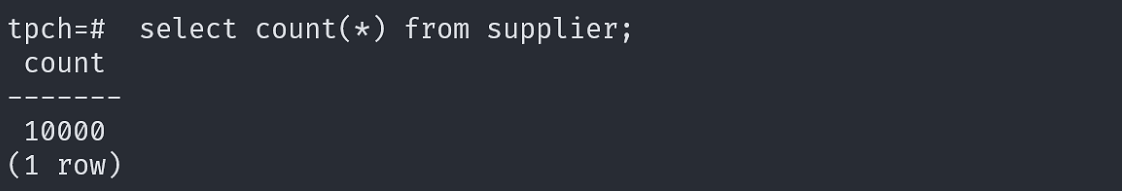 tpch=#  select count(*) from supplier;
 count
-------
 10000
(1 row)